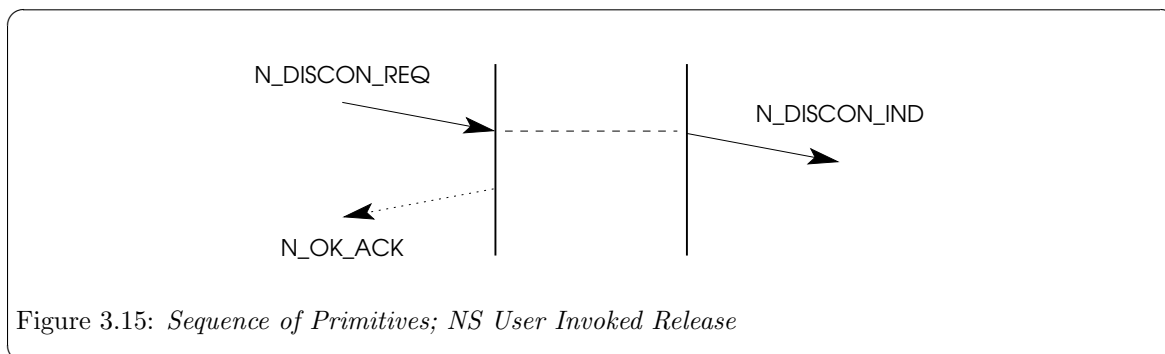 N_DISCON_REQ
N_DISCON_IND
N_OK_ACK
Figure 3.15: Sequence of Primitives; NS User Invoked Release